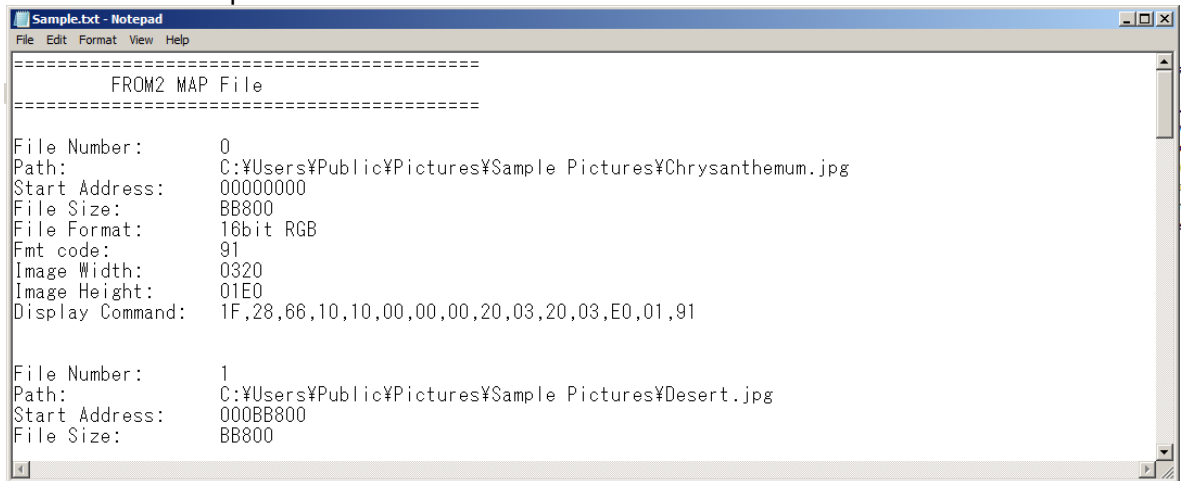 Sample.txt - Notepad
File Edit Format View Help
===========================================
FROM2 MAP File
===========================================
File Number: 0
Path: C:¥Users¥Public¥Pictures¥Sample Pictures¥Chrysanthemum.jpg
Start Address: 00000000
File Size: BB800
File Format: 16bit RGB
Fmt code: 91
Image Width: 0320
Image Height: 01E0
Display Command: 1F,28,66,10,10,00,00,00,20,03,20,03,E0,01,91
File Number: 1
Path: C:¥Users¥Public¥Pictures¥Sample Pictures¥Desert.jpg
Start Address: 000BB800
File Size: BB800